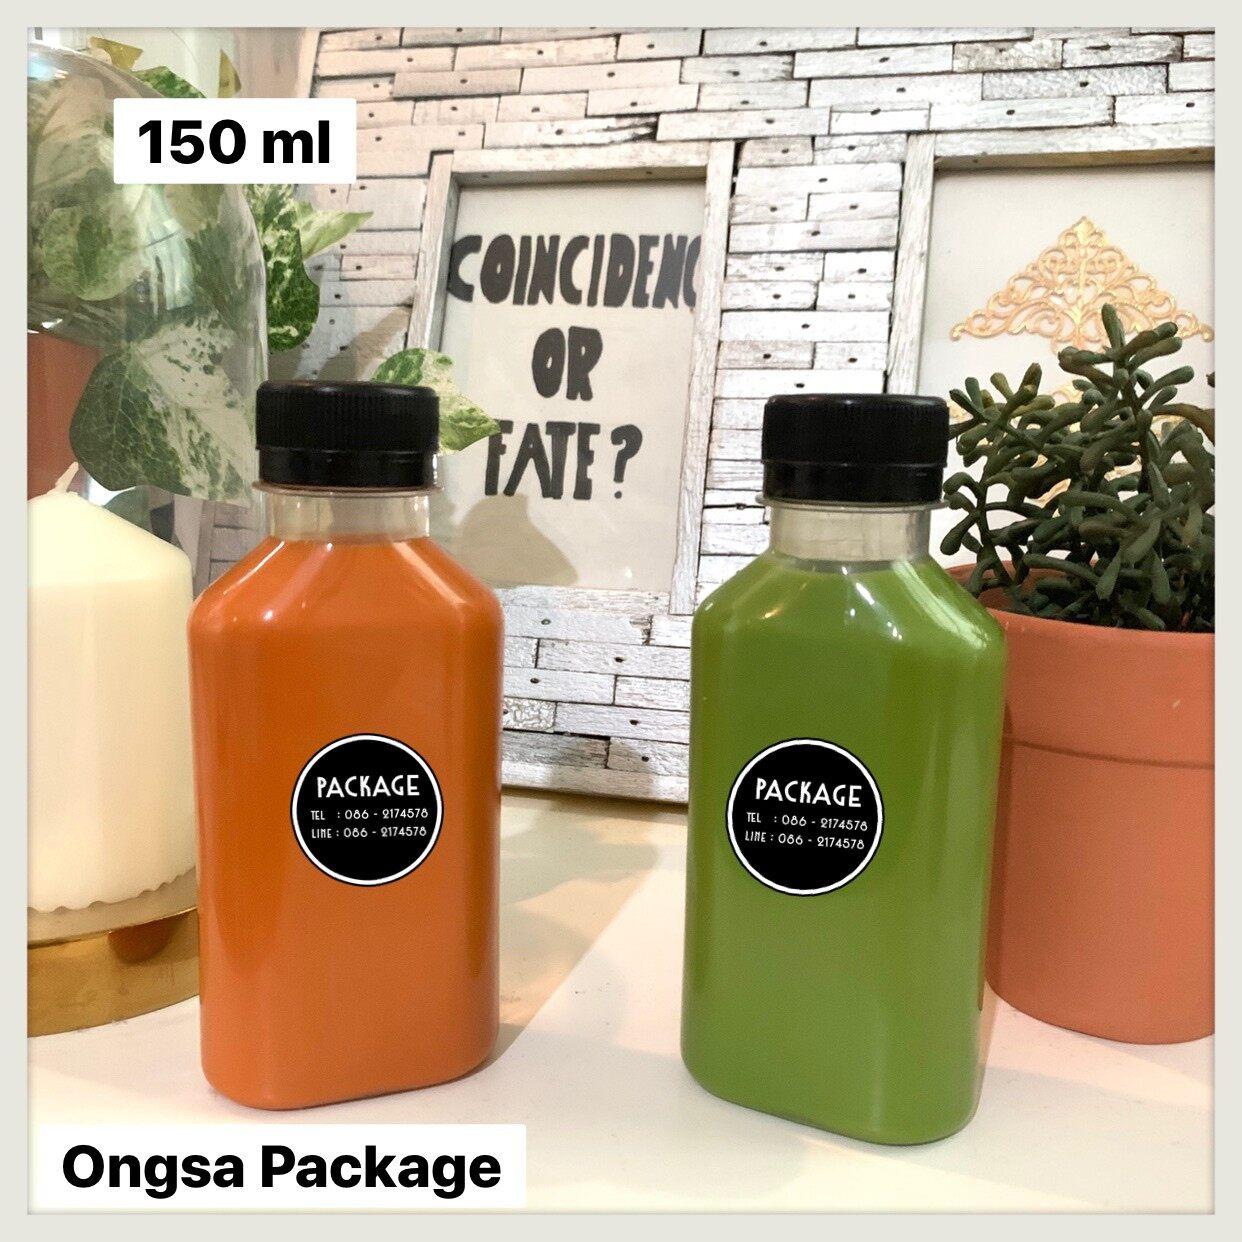 150 ml
COINCIDENC
OR
FATE?
PACKAGE
TEL : 086 - 2174578
LINE : 086 - 2174578
PACKAGE
TEL : 086 - 2174578
LINE : 086 - 2174578
Ongsa Package